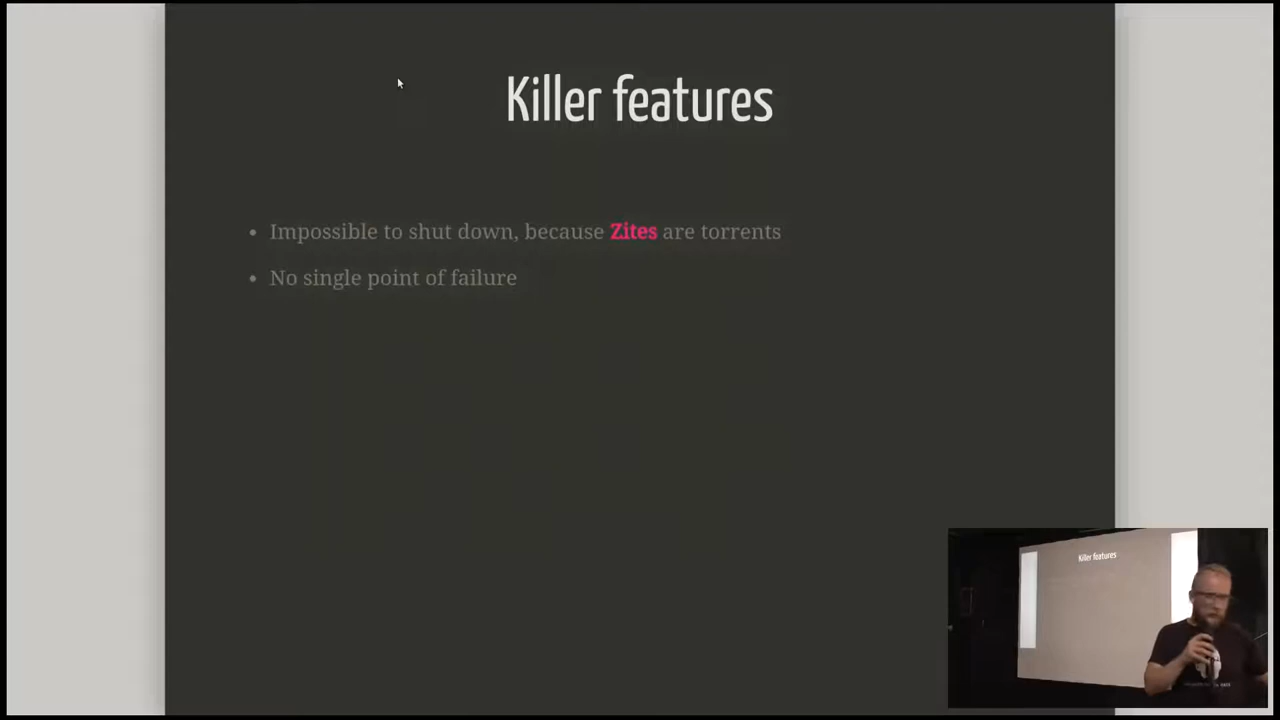 Killer features
• Impossible to shut down, because Zites are torrents
• No single point of failure
Killer features